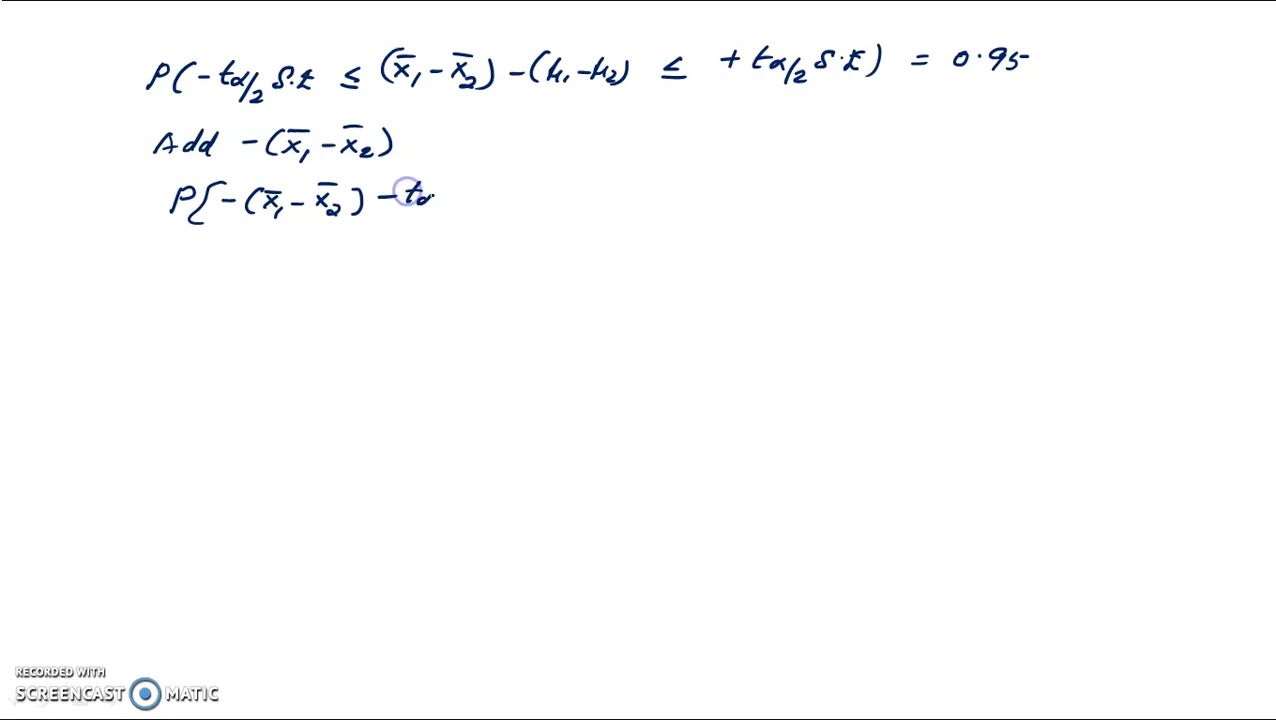 P(-tα/2 S.E ≤ (x̄₁ - x̄₂) - (μ₁ - μ₂) ≤ + tα/2 S.E) = 0.95
Add -(x̄₁ - x̄₂)
P[-(x̄₁ - x̄₂) - tα
RECORDED WITH
SCREENCAST MATIC